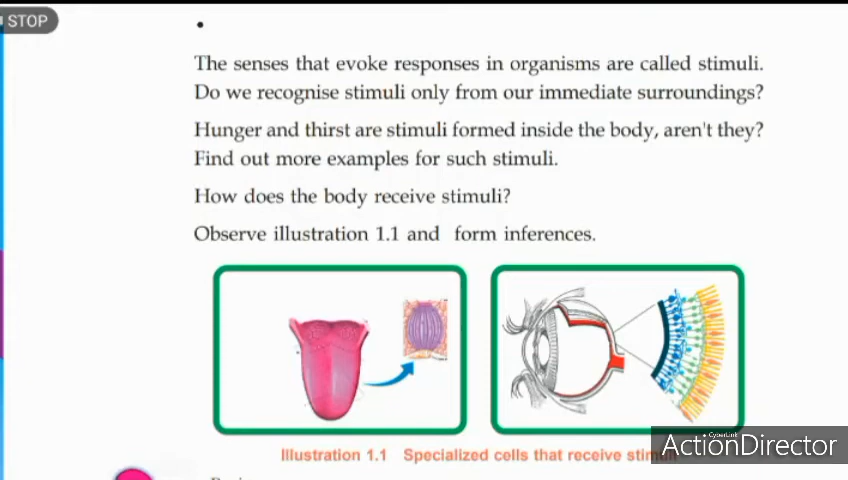 STOP
The senses that evoke responses in organisms are called stimuli.
Do we recognise stimuli only from our immediate surroundings?
Hunger and thirst are stimuli formed inside the body, aren't they?
Find out more examples for such stimuli.
How does the body receive stimuli?
Observe illustration 1.1 and form inferences.
Illustration 1.1 Specialized cells that receive
CyberLink
ActionDirector